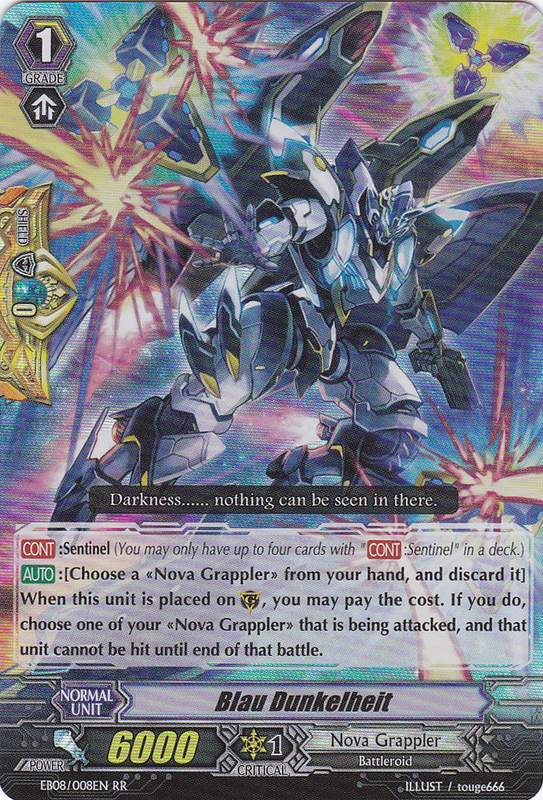 1
GRADE
SHIELD
0
Darkness...... nothing can be seen in there.
CONT :Sentinel (You may only have up to four cards with " CONT :Sentinel" in a deck.)
AUTO :[Choose a «Nova Grappler» from your hand, and discard it]
When this unit is placed on G, you may pay the cost. If you do,
choose one of your «Nova Grappler» that is being attacked, and that
unit cannot be hit until end of that battle.
NORMAL
UNIT
Blau Dunkelheit
POWER
6000
1
CRITICAL
Nova Grappler
Battleroid
EB08/008EN RR
ILLUST / touge666